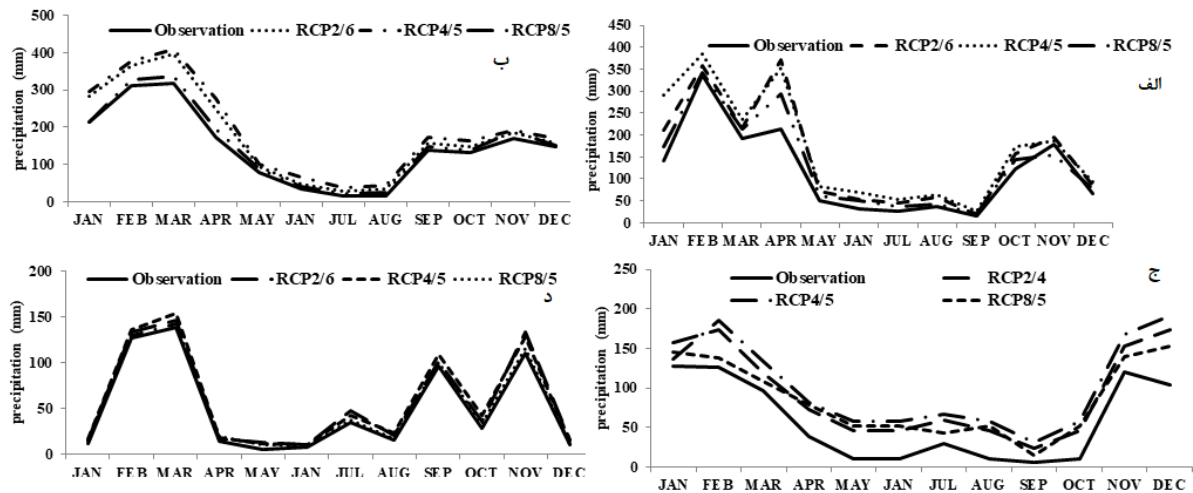 500
Observation RCP2/6 RCP4/5 RCP8/5
ب
400
300
200
100
0
precipitation (mm)
JAN FEB MAR APR MAY JAN JUL AUG SEP OCT NOV DEC
450
Observation RCP2/6 RCP4/5 RCP8/5
الف
400
350
300
250
200
150
100
50
0
precipitation (mm)
JAN FEB MAR APR MAY JAN JUL AUG SEP OCT NOV DEC
200
Observation RCP2/6 RCP4/5 RCP8/5
د
150
100
50
0
precipitation (mm)
JAN FEB MAR APR MAY JAN JUL AUG SEP OCT NOV DEC
250
Observation RCP2/4
RCP4/5 RCP8/5
ج
200
150
100
50
0
precipitation (mm)
JAN FEB MAR APR MAY JAN JUL AUG SEP OCT NOV DEC